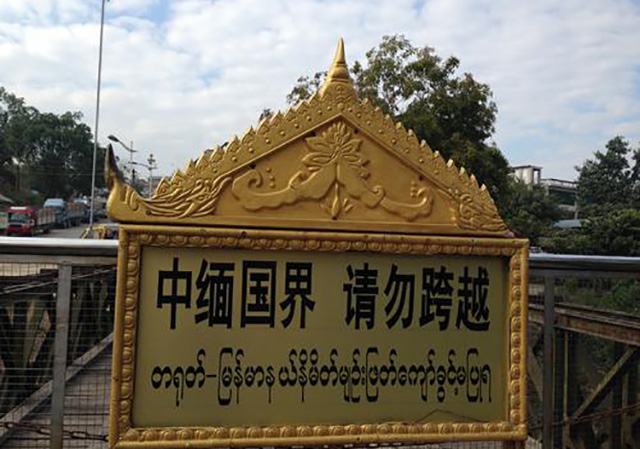 中缅国界 请勿跨越
တရုတ်–မြန်မာနယ်နိမိတ်မျဉ်းဖြတ်ကျော်ခွင့်မပြုရ